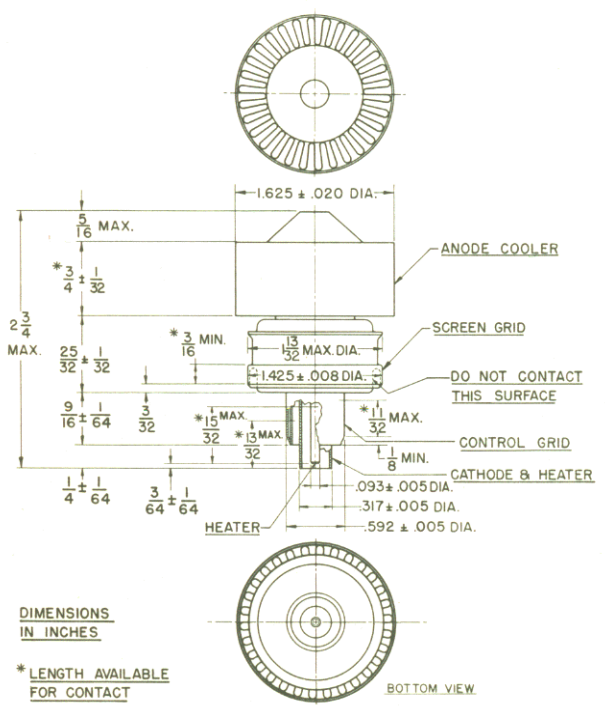 1.625 ± .020 DIA.
5/16 MAX.
ANODE COOLER
* 3/4 ± 1/32
2 3/4 MAX.
SCREEN GRID
* 3/16 MIN.
1 13/32 MAX. DIA.
25/32 ± 1/32
1.425 ± .008 DIA.
DO NOT CONTACT
THIS SURFACE
9/16 ± 1/64
3/32
* 15/32 MAX.
* 11/32 MAX.
* 13/32 MAX.
CONTROL GRID
1/8 MIN.
CATHODE & HEATER
1/4 ± 1/64
3/64 ± 1/64
.093 ± .005 DIA.
.317 ± .005 DIA.
HEATER
.592 ± .005 DIA.
DIMENSIONS
IN INCHES
* LENGTH AVAILABLE
FOR CONTACT
BOTTOM VIEW